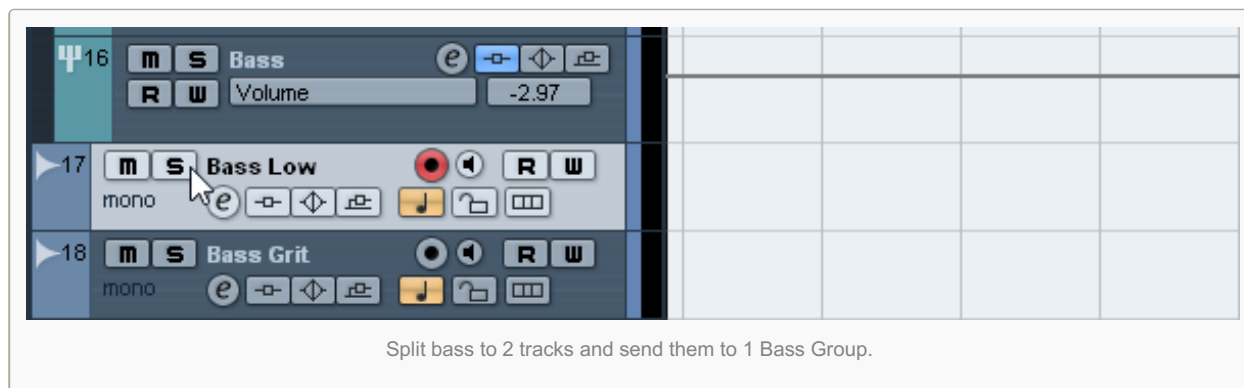 16 m S Bass e
R W Volume -2.97
17 m S Bass Low R W
mono e
18 m S Bass Grit R W
mono e
Split bass to 2 tracks and send them to 1 Bass Group.